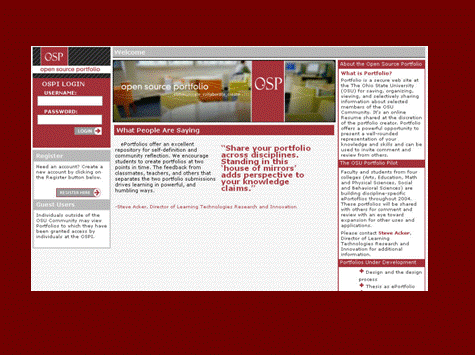 OSP
open source portfolio
OSPI LOGIN
USERNAME:
PASSWORD:
LOGIN
Register
Need an account? Create a new
account by clicking on
the Register button below.
REGISTER HERE
Guest Users
Individuals outside of the
OSU Community may view
Portfolios to which they have
been granted access by
individuals at the OSPI.
Welcome
open source portfolio
OSP
What People Are Saying
ePortfolios offer an excellent
repository for self-definition and
community reflection. We encourage
students to create portfolios at two
points in time. The feedback from
classmates, teachers, and others that
separates the two portfolio submissions
drives learning in powerful, and
humbling ways.
"Share your portfolio
across disciplines.
Standing in this
'house of mirrors'
adds perspective to
your knowledge
claims."
-Steve Acker, Director of Learning Technologies Research and Innovation.
About the Open Source Portfolio
What is Portfolio?
Portfolio is a secure web site at
the The Ohio State University
(OSU) for saving, organizing,
viewing, and selectively sharing
information about selected
members of the OSU
Community. It's an online
Resume shared at the discretion
of the portfolio creator. Portfolio
offers a powerful opportunity to
present a well-rounded
representation of your
knowledge and skills and can be
used to invite comment and
review from others.
The OSU Portfolio Pilot
Faculty and students from four
colleges (Arts, Education, Math
and Physical Sciences, Social
and Behavioral Sciences) are
building discipline-specific
ePortfolios throughout 2004.
These portfolios will be shared
with others for comment and
review with an eye toward
expansion for other uses and
applications.
Please contact Steve Acker,
Director of Learning
Technologies Research and
Innovation for additional
information.
Portfolios Under Development
Design and the design
process
Thesis as ePortfolio